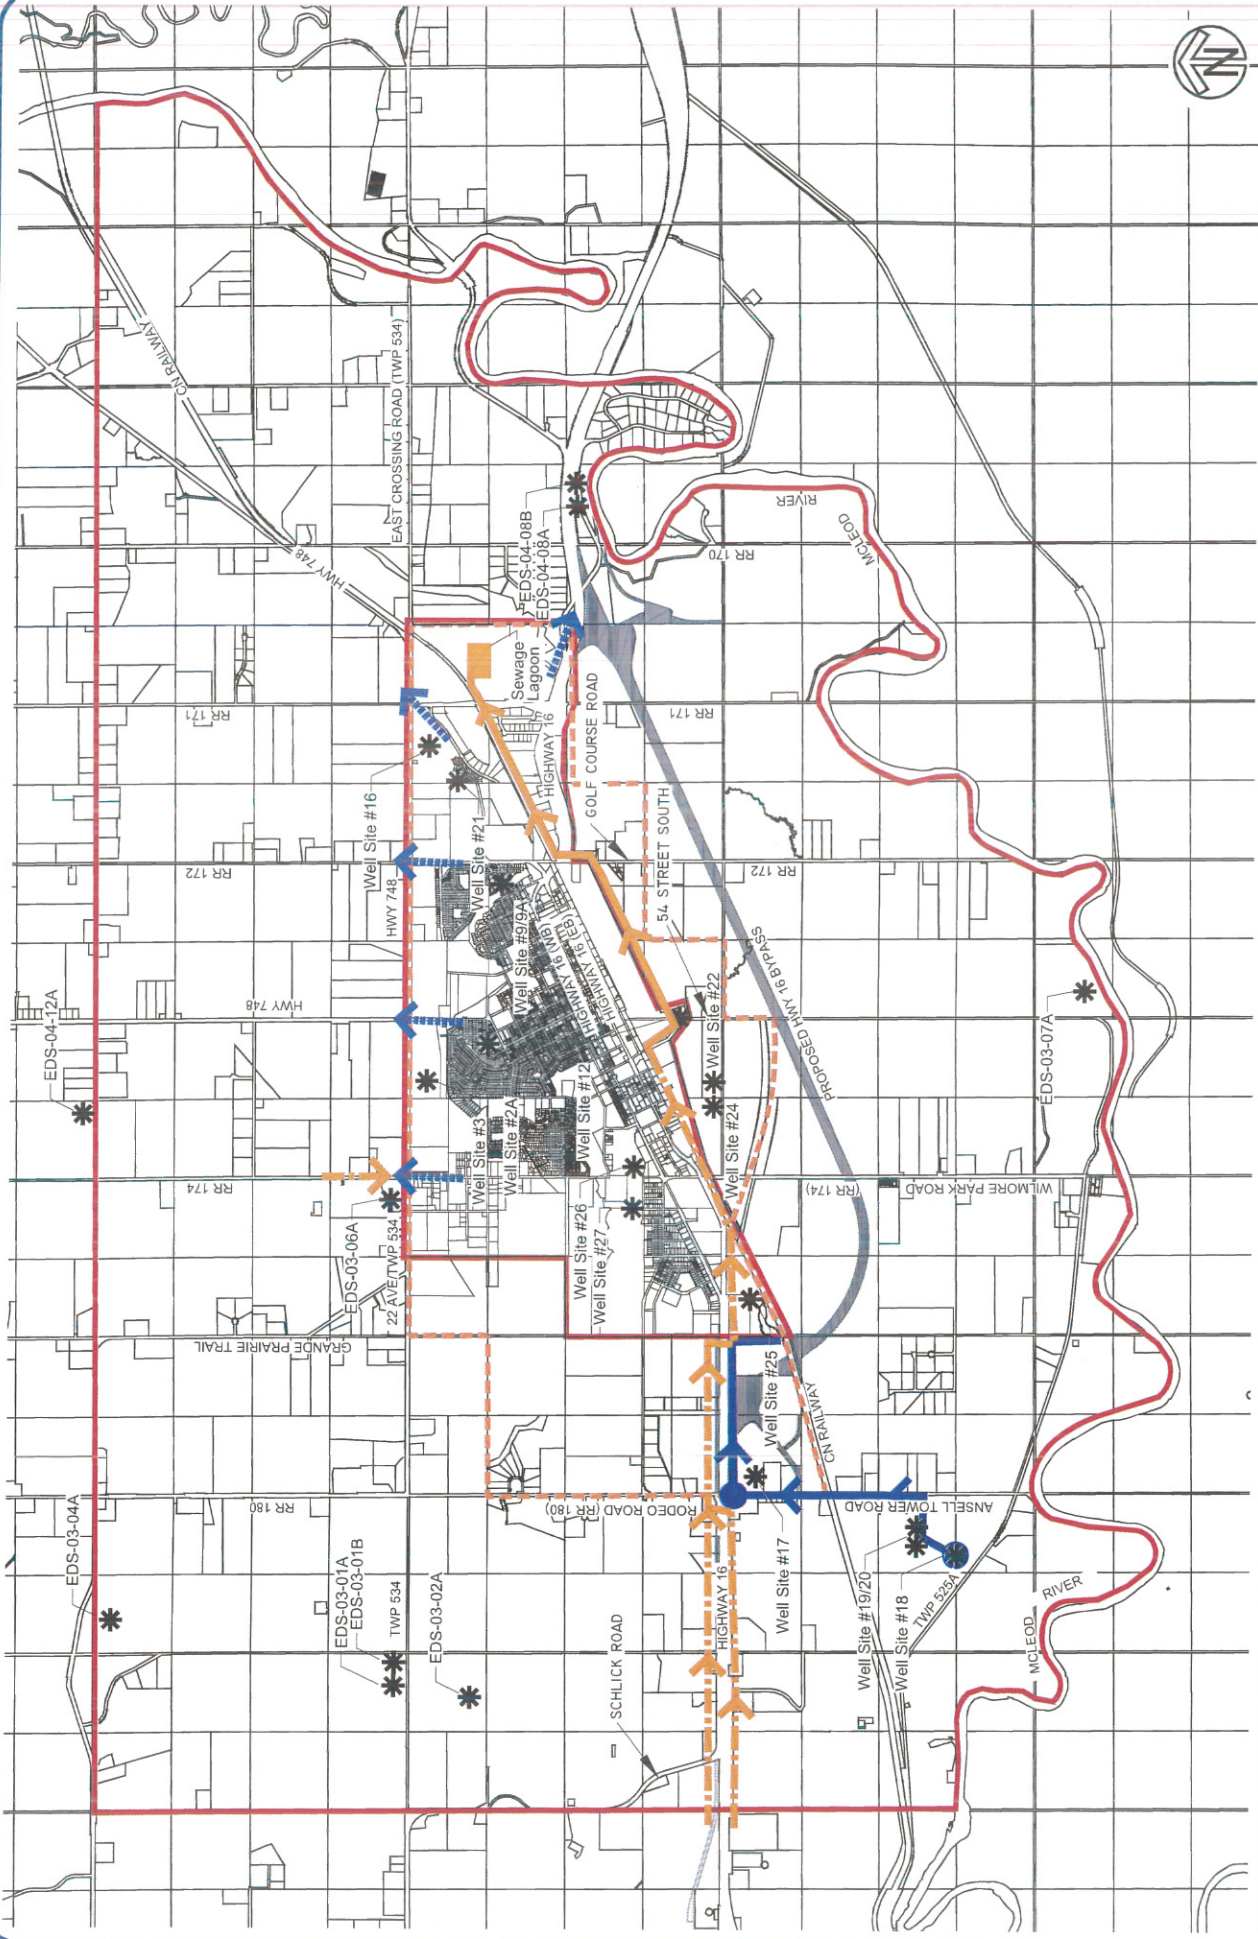 N
CN RAILWAY
EAST CROSSING ROAD (TWP 534)
HWY 748
EDS-04-08B
EDS-04-08A
RR 170
RIVER
MCLEOD
Sewage
Lagoon
HIGHWAY 16
RR 171
RR 171
GOLF COURSE ROAD
54 STREET SOUTH
Well Site #16
Well Site #21
HWY 748
RR 172
RR 172
Well Site #9/9A
HIGHWAY 16 (WB)
HIGHWAY 16 (EB)
EDS-04-12A
HWY 748
Well Site #22
PROPOSED HWY 16 BYPASS
EDS-03-07A
Well Site #3
Well Site #2A
Well Site #12
Well Site #24
RR 174
(RR 174)
WILMORE PARK ROAD
EDS-03-06A
22 AVE/TWP 534
Well Site #26
Well Site #27
GRANDE PRAIRIE TRAIL
Well Site #25
CN RAILWAY
EDS-03-04A
RR 180
RODEO ROAD (RR 180)
ANSELL TOWER ROAD
EDS-03-01A
EDS-03-01B
TWP 534
EDS-03-02A
HIGHWAY 16
Well Site #17
Well Site #19/20
Well Site #18
TWP 525A
SCHLICK ROAD
MCLEOD
RIVER